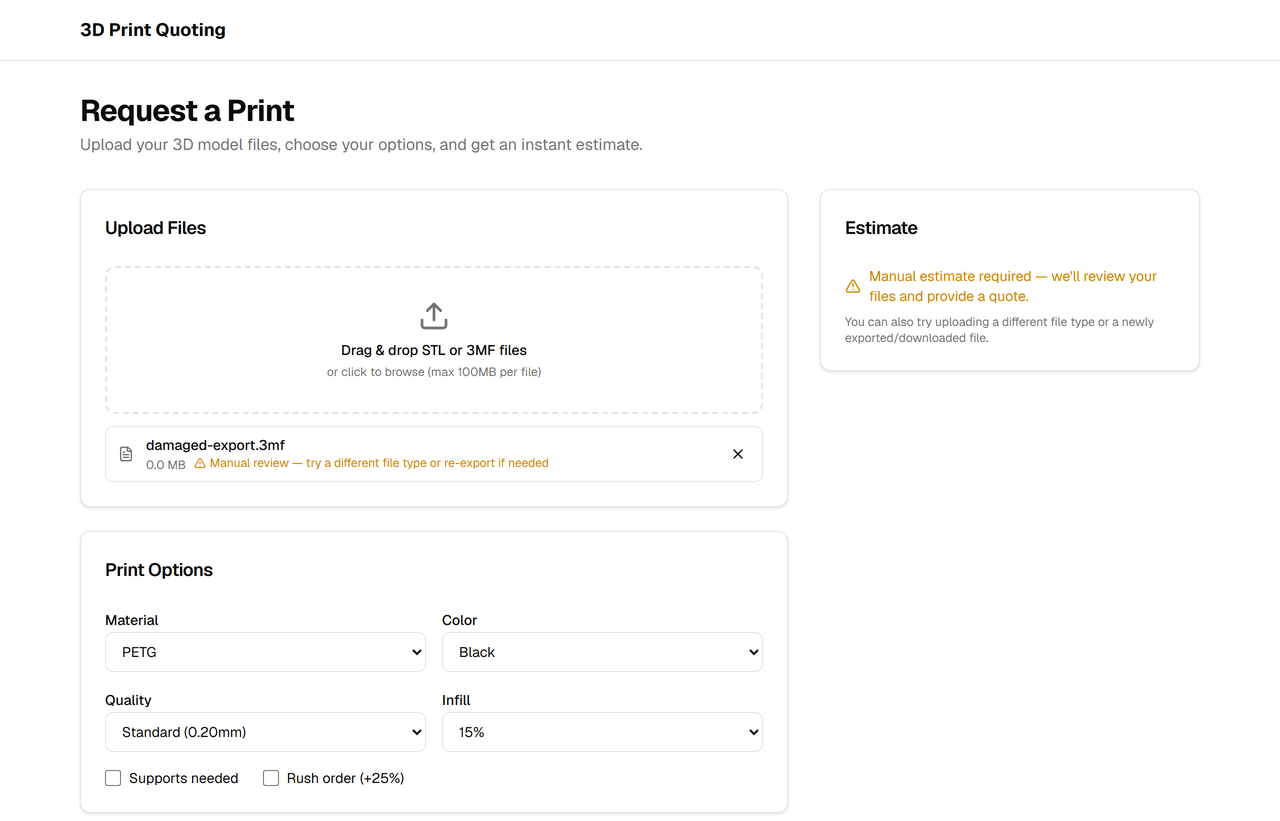 3D Print Quoting
Request a Print
Upload your 3D model files, choose your options, and get an instant estimate.
Upload Files
Drag & drop STL or 3MF files
or click to browse (max 100MB per file)
damaged-export.3mf
0.0 MB Manual review — try a different file type or re-export if needed
Estimate
Manual estimate required — we'll review your
files and provide a quote.
You can also try uploading a different file type or a newly
exported/downloaded file.
Print Options
Material
Color
PETG
Black
Quality
Infill
Standard (0.20mm)
15%
Supports needed
Rush order (+25%)